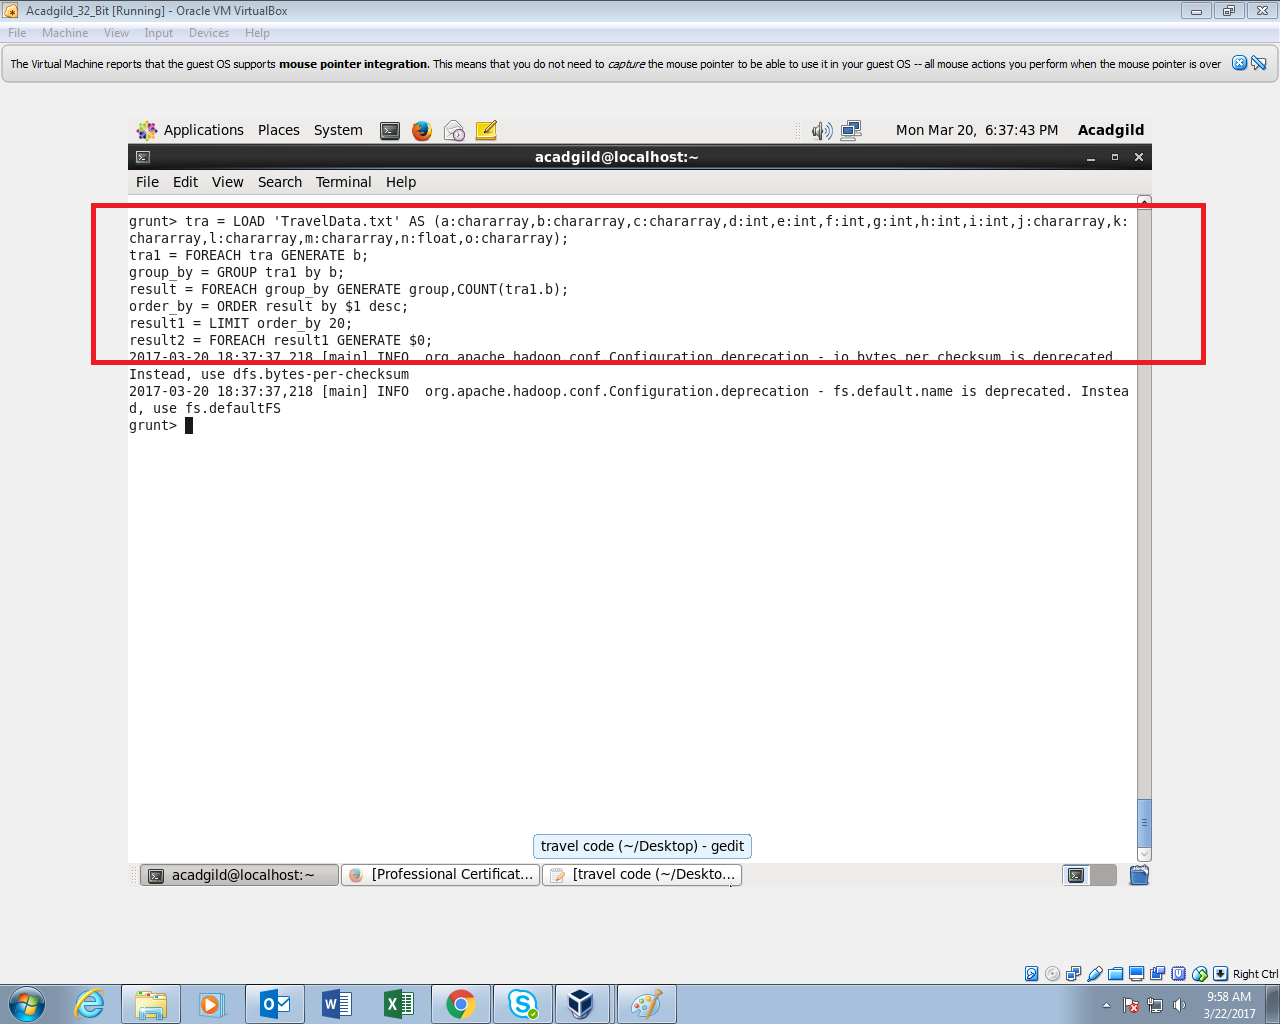 Acadgild_32_Bit [Running] - Oracle VM VirtualBox
File Machine View Input Devices Help
The Virtual Machine reports that the guest OS supports mouse pointer integration. This means that you do not need to capture the mouse pointer to be able to use it in your guest OS -- all mouse actions you perform when the mouse pointer is over
Applications Places System Mon Mar 20, 6:37:43 PM Acadgild
acadgild@localhost:~
File Edit View Search Terminal Help
grunt> tra = LOAD 'TravelData.txt' AS (a:chararray,b:chararray,c:chararray,d:int,e:int,f:int,g:int,h:int,i:int,j:chararray,k:
chararray,l:chararray,m:chararray,n:float,o:chararray);
tra1 = FOREACH tra GENERATE b;
group_by = GROUP tra1 by b;
result = FOREACH group_by GENERATE group,COUNT(tra1.b);
order_by = ORDER result by $1 desc;
result1 = LIMIT order_by 20;
result2 = FOREACH result1 GENERATE $0;
2017-03-20 18:37:37,218 [main] INFO  org.apache.hadoop.conf.Configuration.deprecation - io.bytes.per.checksum is deprecated.
Instead, use dfs.bytes-per-checksum
2017-03-20 18:37:37,218 [main] INFO  org.apache.hadoop.conf.Configuration.deprecation - fs.default.name is deprecated. Instea
d, use fs.defaultFS
grunt>
travel code (~/Desktop) - gedit
acadgild@localhost:~ [Professional Certificat... [travel code (~/Deskto...
Right Ctrl
9:58 AM
3/22/2017